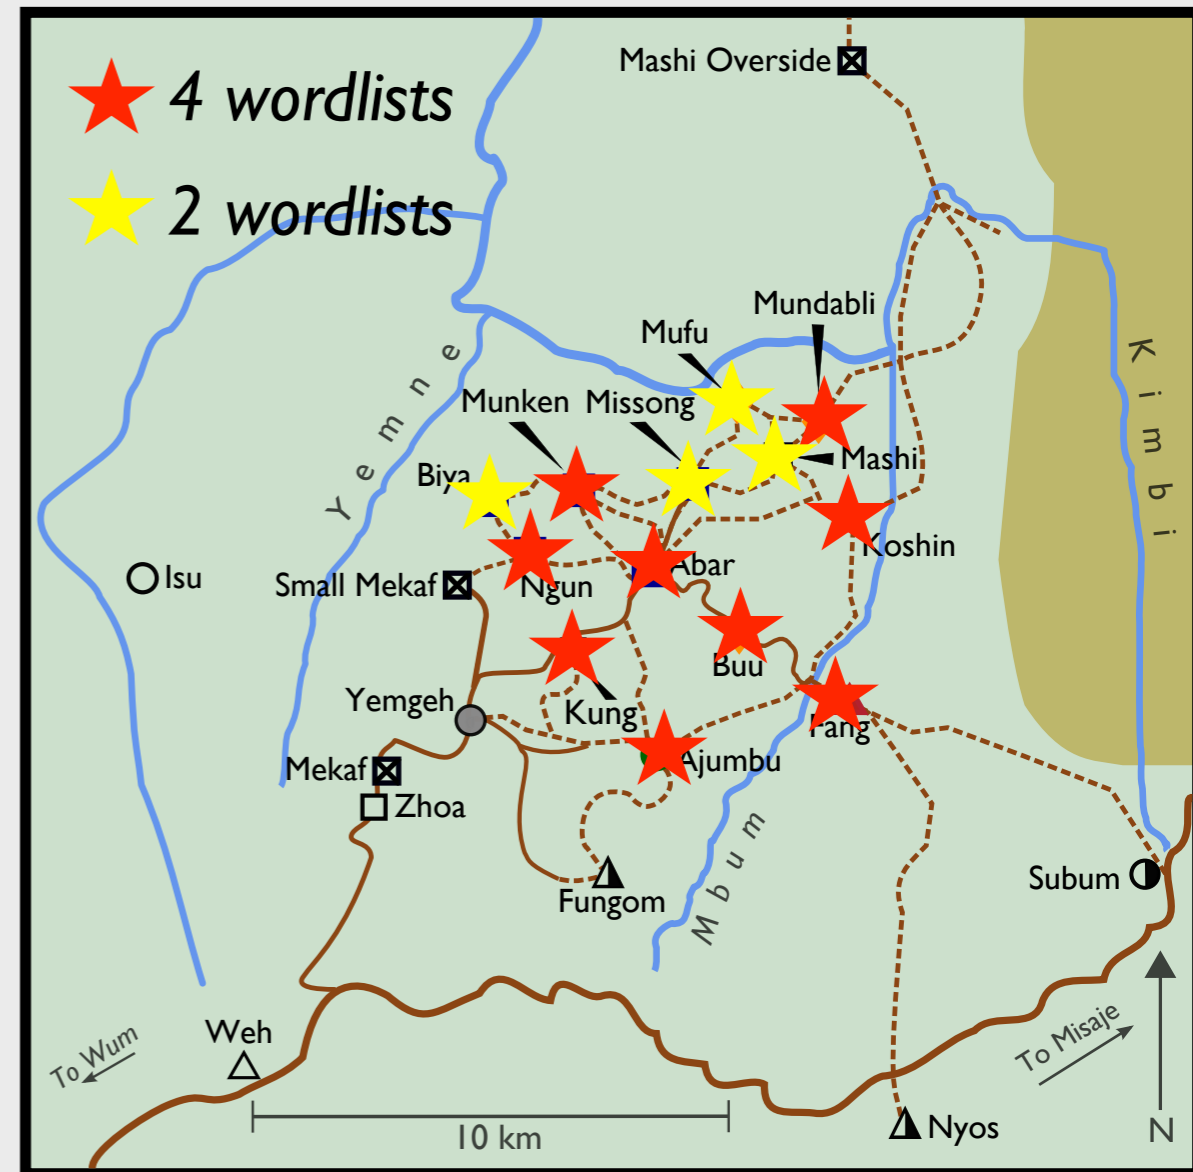 Mashi Overside
4 wordlists
2 wordlists
Mundabli
Mufu
Kimbi
Yemne
Munken
Missong
Mashi
Biya
Koshin
Abar
Isu
Small Mekaf
Ngun
Buu
Yemgeh
Kung
Fang
Ajumbu
Mekaf
Zhoa
Mbum
Subum
Fungom
Weh
To Wum
To Misaje
10 km
Nyos
N